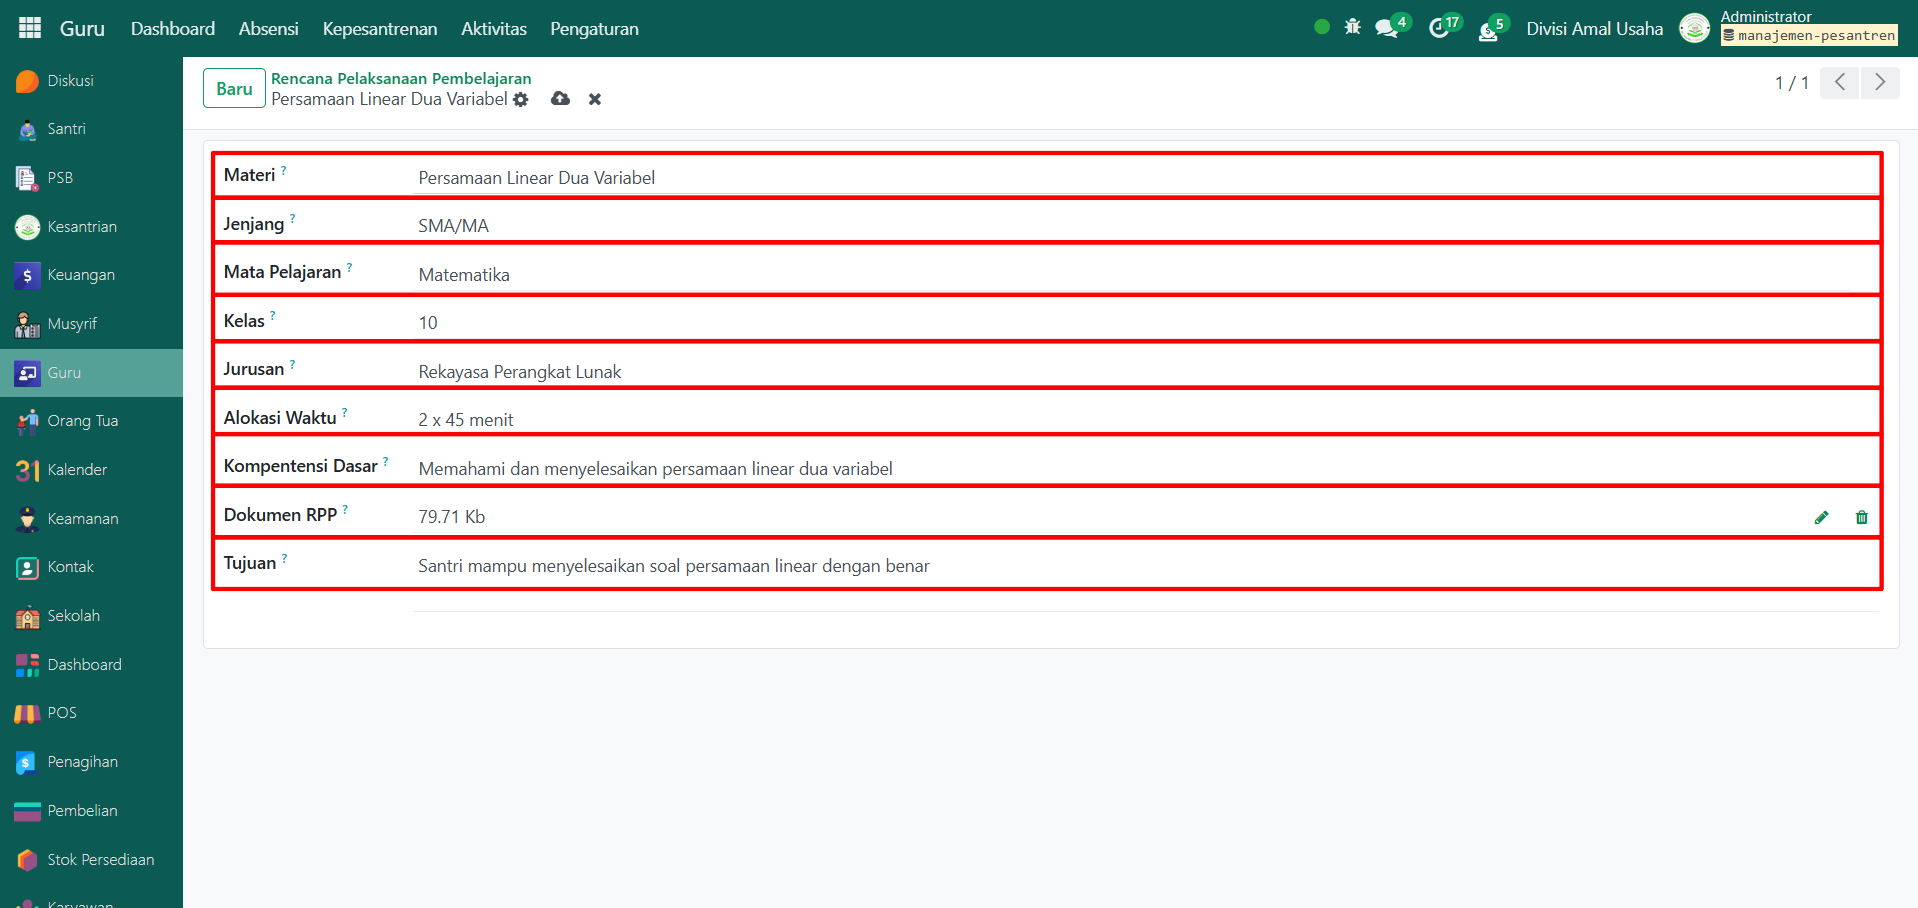 Guru Dashboard Absensi Kepesantrenan Aktivitas Pengaturan 4 17 5 Divisi Amal Usaha Administrator
manajemen-pesantren
Diskusi
Santri
PSB
Kesantrian
Keuangan
Musyrif
Guru
Orang Tua
Kalender
Keamanan
Kontak
Sekolah
Dashboard
POS
Penagihan
Pembelian
Stok Persediaan
Karyawan
Baru
Rencana Pelaksanaan Pembelajaran
Persamaan Linear Dua Variabel
1 / 1
Materi ? Persamaan Linear Dua Variabel
Jenjang ? SMA/MA
Mata Pelajaran ? Matematika
Kelas ? 10
Jurusan ? Rekayasa Perangkat Lunak
Alokasi Waktu ? 2 x 45 menit
Kompentensi Dasar ? Memahami dan menyelesaikan persamaan linear dua variabel
Dokumen RPP ? 79.71 Kb
Tujuan ? Santri mampu menyelesaikan soal persamaan linear dengan benar